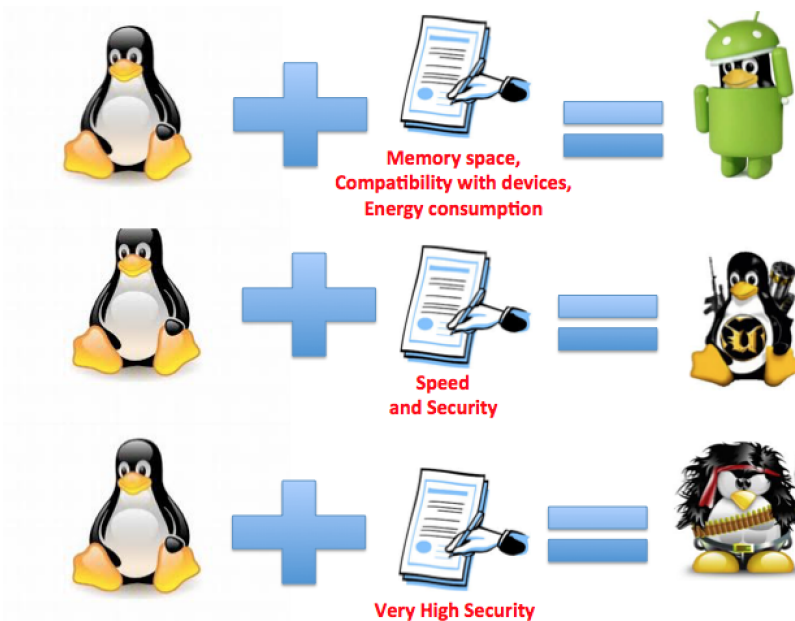 Memory space,
Compatibility with devices,
Energy consumption
Speed
and Security
Very High Security